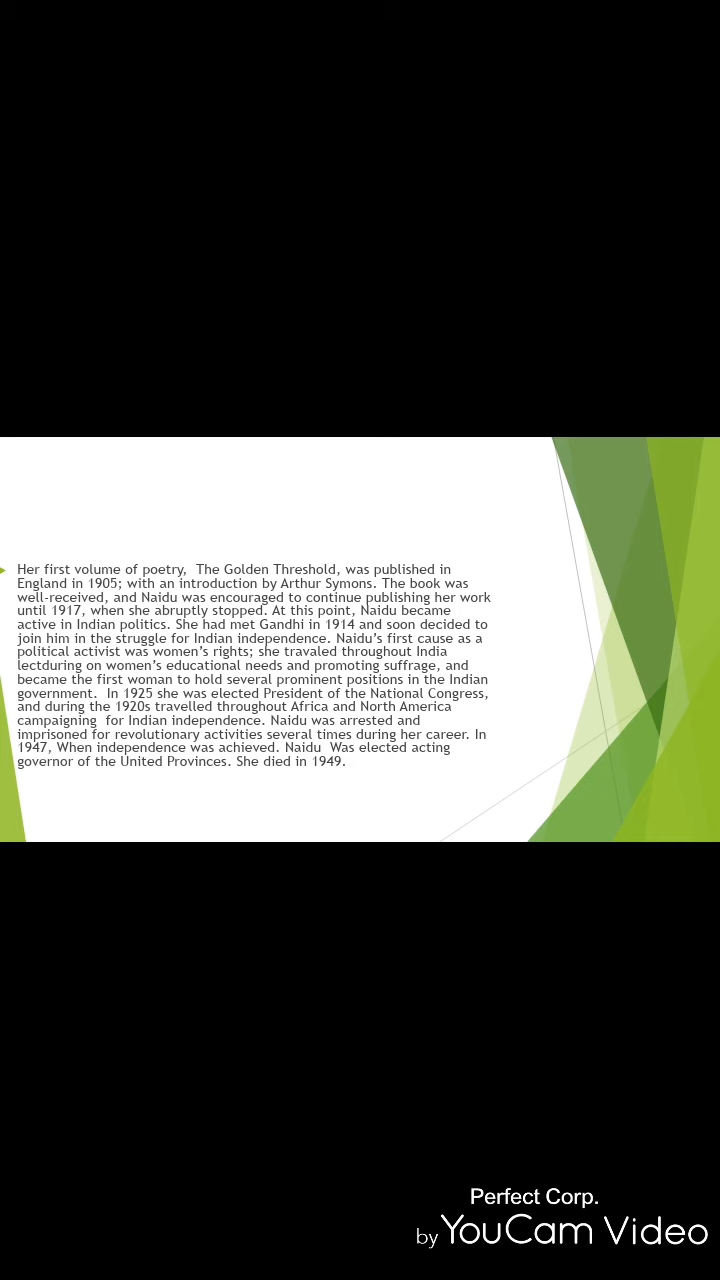 Her first volume of poetry,  The Golden Threshold, was published in
England in 1905; with an introduction by Arthur Symons. The book was
well-received, and Naidu was encouraged to continue publishing her work
until 1917, when she abruptly stopped. At this point, Naidu became
active in Indian politics. She had met Gandhi in 1914 and soon decided to
join him in the struggle for Indian independence. Naidu's first cause as a
political activist was women's rights; she travaled throughout India
lectduring on women's educational needs and promoting suffrage, and
became the first woman to hold several prominent positions in the Indian
government.  In 1925 she was elected President of the National Congress,
and during the 1920s travelled throughout Africa and North America
campaigning  for Indian independence. Naidu was arrested and
imprisoned for revolutionary activities several times during her career. In
1947, When independence was achieved. Naidu  Was elected acting
governor of the United Provinces. She died in 1949.
Perfect Corp.
by YouCam Video